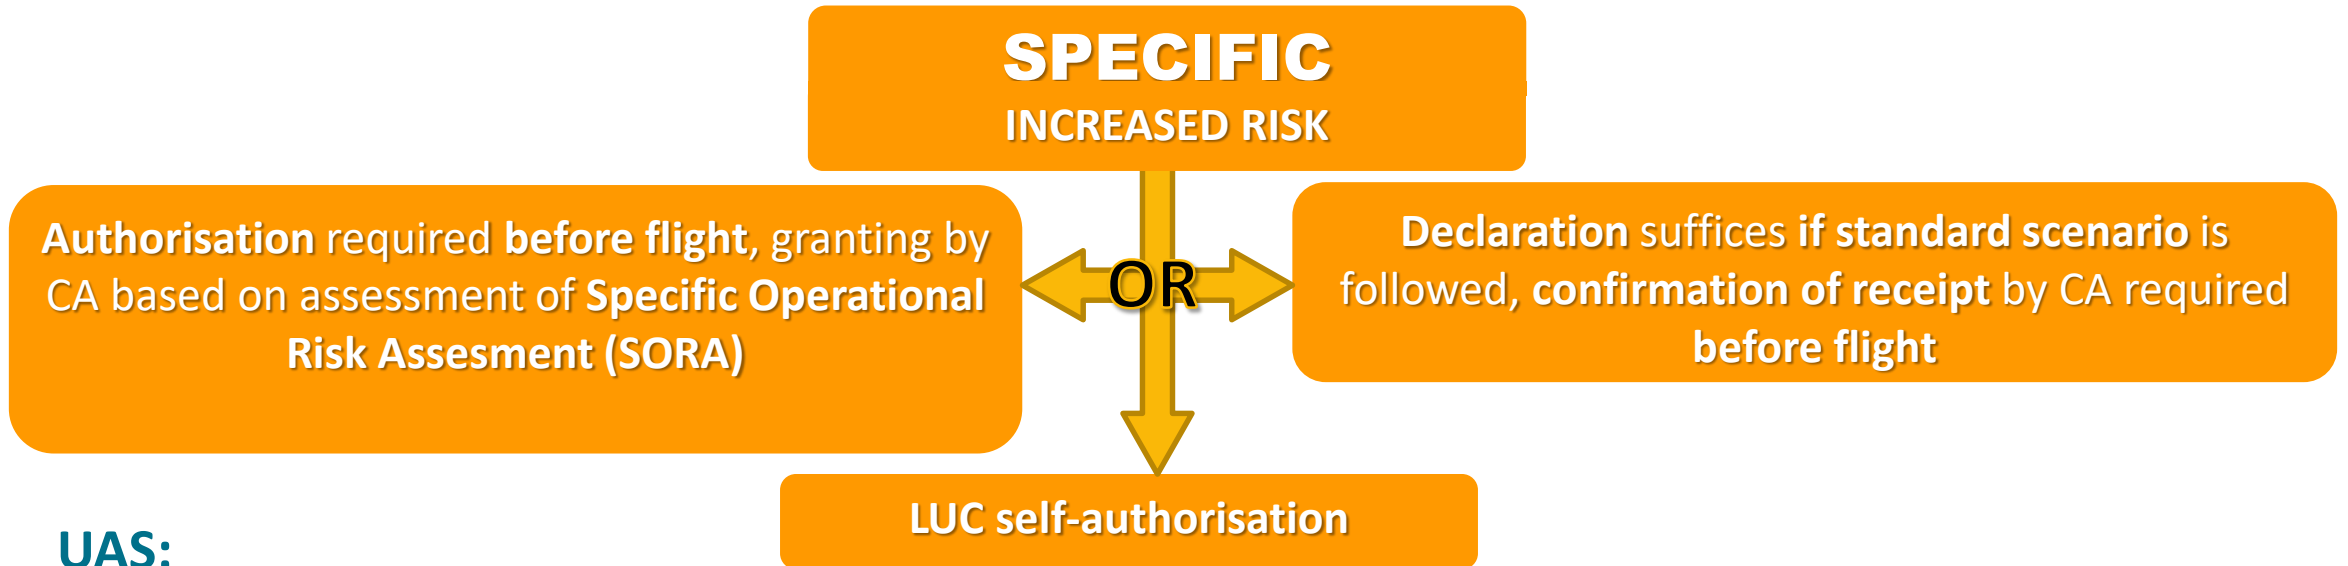 SPECIFIC
INCREASED RISK
Authorisation required before flight, granting by
CA based on assessment of Specific Operational
Risk Assesment (SORA)
OR
Declaration suffices if standard scenario is
followed, confirmation of receipt by CA required
before flight
LUC self-authorisation
UAS: